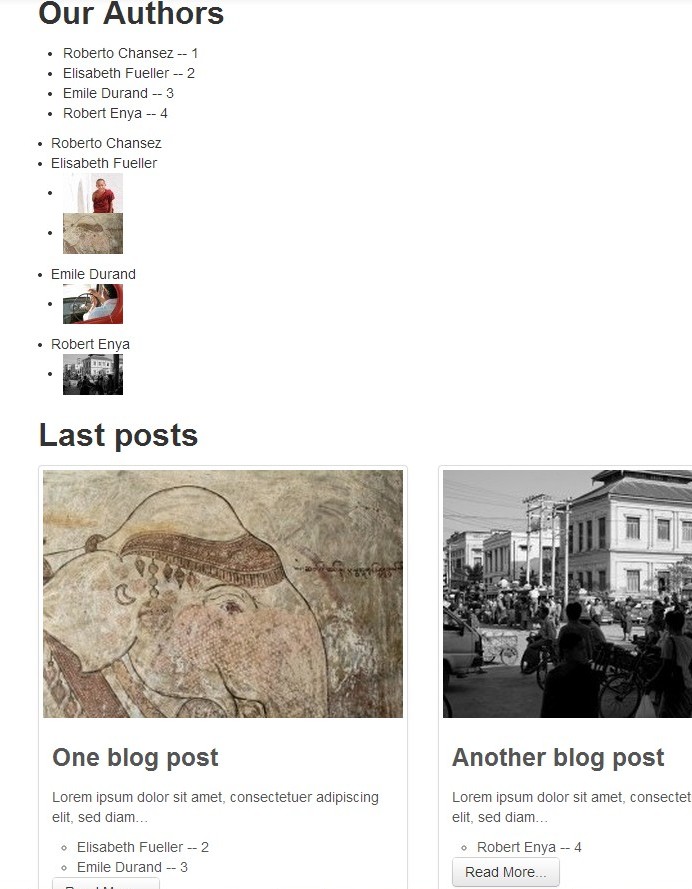 Our Authors
Roberto Chansez -- 1
Elisabeth Fueller -- 2
Emile Durand -- 3
Robert Enya -- 4
Roberto Chansez
Elisabeth Fueller
Emile Durand
Robert Enya
Last posts
One blog post
Lorem ipsum dolor sit amet, consectetuer adipiscing
elit, sed diam…
Elisabeth Fueller -- 2
Emile Durand -- 3
Another blog post
Lorem ipsum dolor sit amet, consectet
elit, sed diam…
Robert Enya -- 4
Read More...